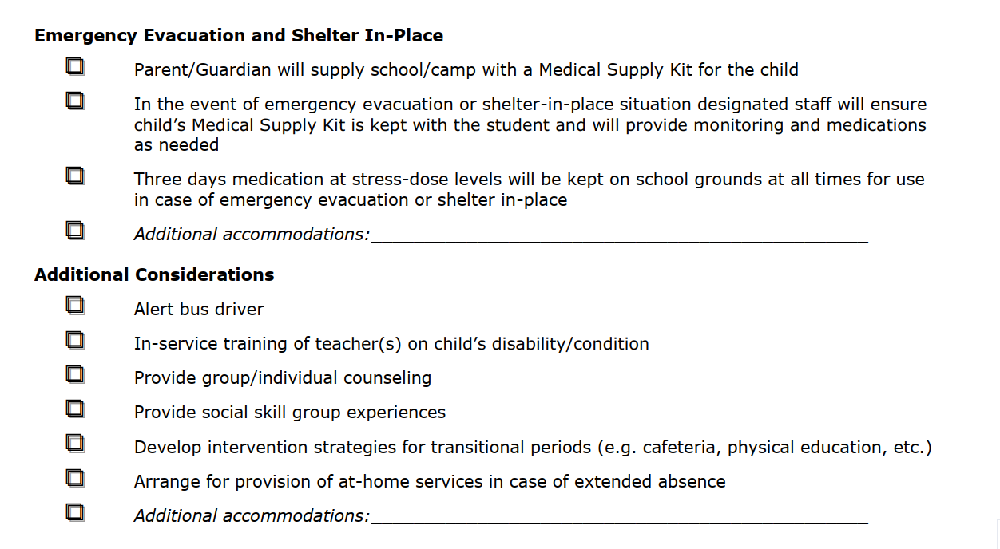 Emergency Evacuation and Shelter In-Place
Parent/Guardian will supply school/camp with a Medical Supply Kit for the child
In the event of emergency evacuation or shelter-in-place situation designated staff will ensure
child’s Medical Supply Kit is kept with the student and will provide monitoring and medications
as needed
Three days medication at stress-dose levels will be kept on school grounds at all times for use
in case of emergency evacuation or shelter in-place
Additional accommodations:
Additional Considerations
Alert bus driver
In-service training of teacher(s) on child’s disability/condition
Provide group/individual counseling
Provide social skill group experiences
Develop intervention strategies for transitional periods (e.g. cafeteria, physical education, etc.)
Arrange for provision of at-home services in case of extended absence
Additional accommodations: